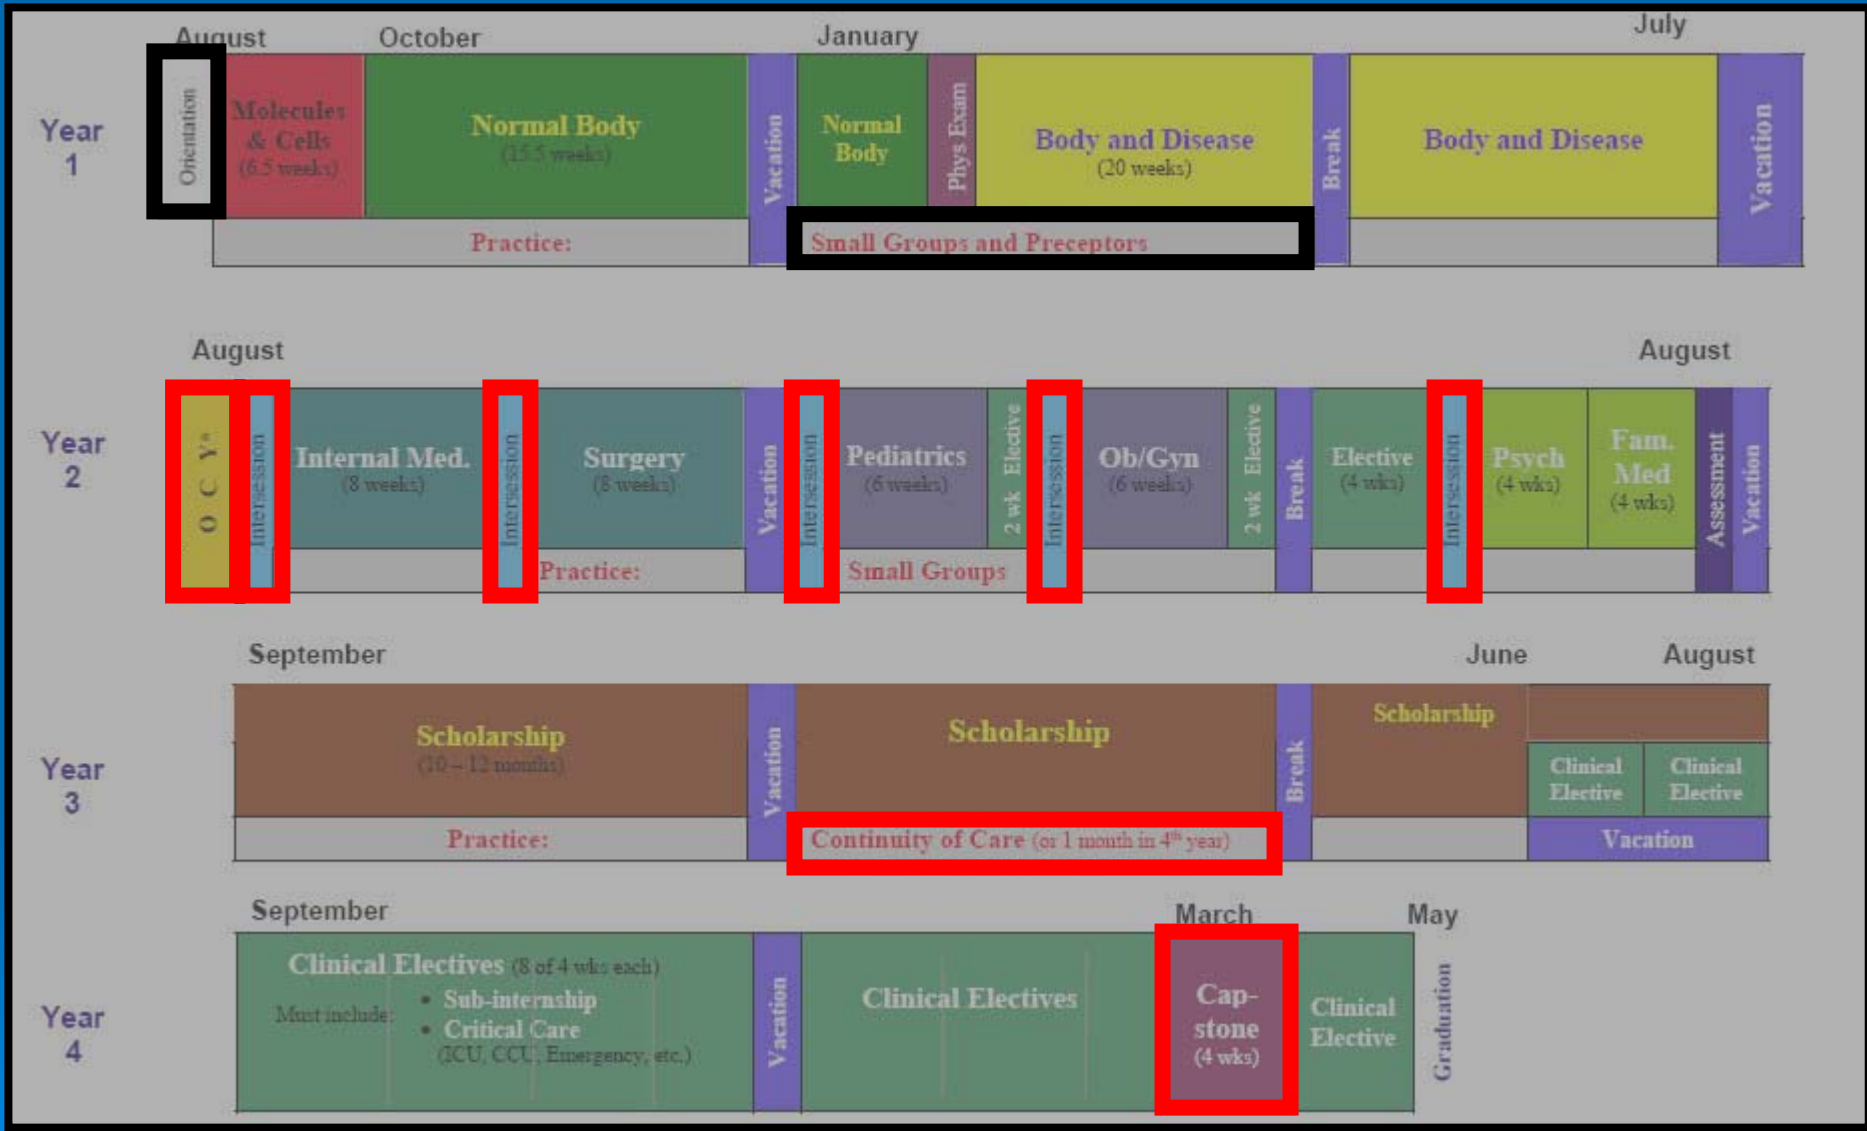 August October January July
Year
1
Orientation
Molecules
& Cells
(6.5 weeks)
Normal Body
(15.5 weeks)
Vacation
Normal
Body
Phys Exam
Body and Disease
(20 weeks)
Break
Body and Disease
Vacation
Practice: Small Groups and Preceptors
August August
Year
2
O C Y
Intersession
Internal Med.
(8 weeks)
Intersession
Surgery
(8 weeks)
Vacation
Intersession
Pediatrics
(6 weeks)
2 wk Elective
Intersession
Ob/Gyn
(6 weeks)
2 wk Elective
Break
Elective
(4 wks)
Intersession
Psych
(4 wks)
Fam.
Med
(4 wks)
Assessment
Vacation
Practice: Small Groups
September June August
Year
3
Scholarship
(10 – 12 months)
Vacation
Scholarship
Break
Scholarship
Clinical
Elective
Clinical
Elective
Vacation
Practice: Continuity of Care (or 1 month in 4th year)
September March May
Year
4
Clinical Electives (8 of 4 wks each)
Must include:
• Sub-internship
• Critical Care
(ICU, CCU, Emergency, etc.)
Vacation
Clinical Electives
Cap-
stone
(4 wks)
Clinical
Elective
Graduation